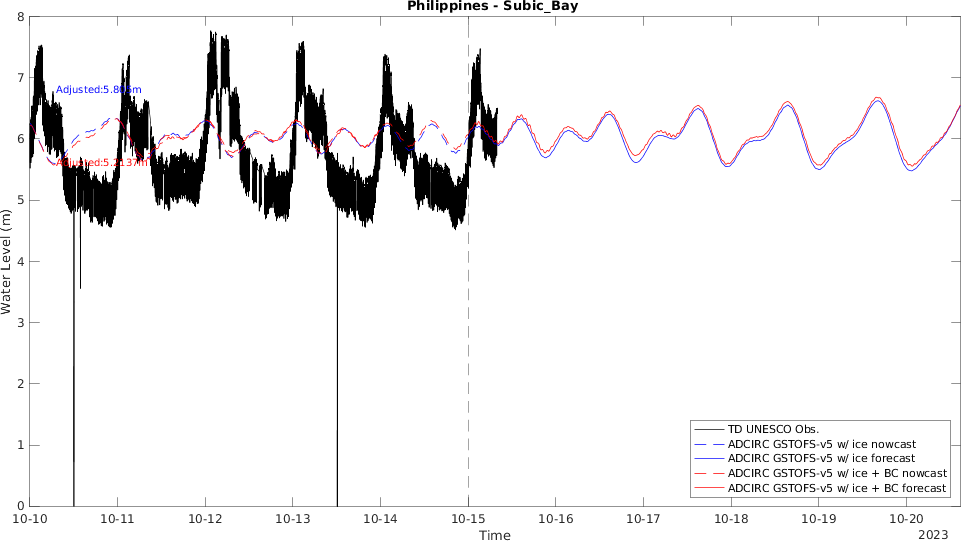 Philippines - Subic_Bay
8
7
6
5
4
3
2
1
0
Water Level (m)
10-10
10-11
10-12
10-13
10-14
10-15
10-16
10-17
10-18
10-19
10-20
Time
2023
TD UNESCO Obs.
ADCIRC GSTOFS-v5 w/ ice nowcast
ADCIRC GSTOFS-v5 w/ ice forecast
ADCIRC GSTOFS-v5 w/ ice + BC nowcast
ADCIRC GSTOFS-v5 w/ ice + BC forecast